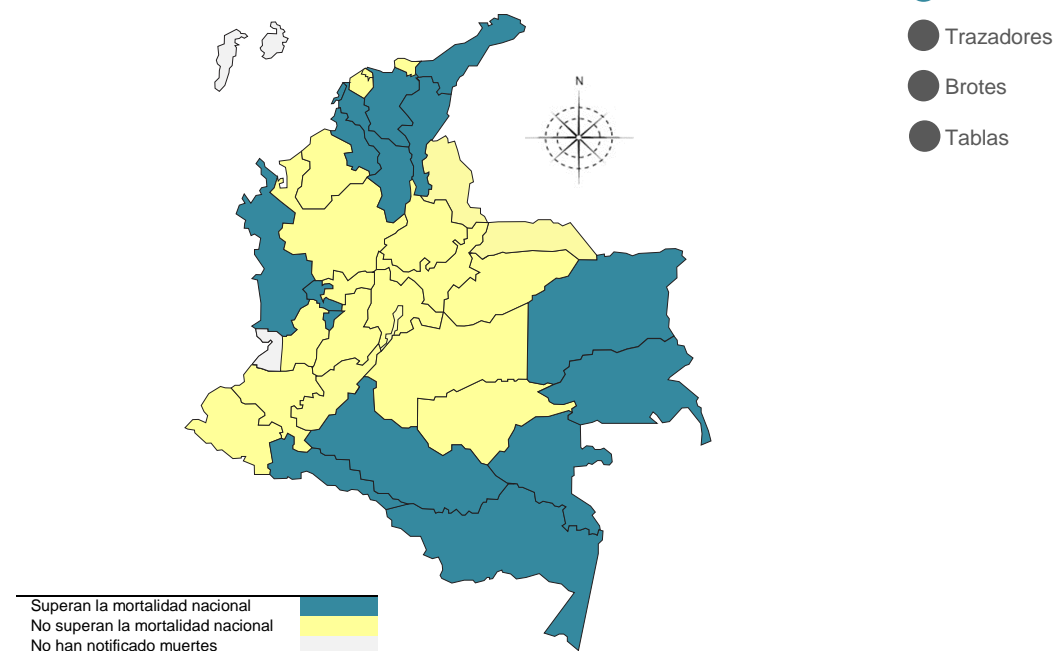 Trazadores
Brotes
Tablas
N
Superan la mortalidad nacional
No superan la mortalidad nacional
No han notificado muertes